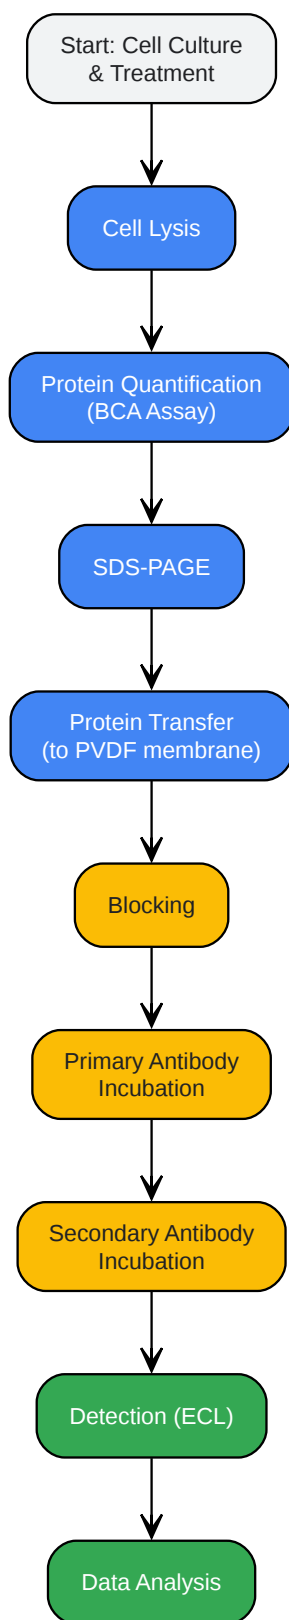 Start: Cell Culture
& Treatment
Cell Lysis
Protein Quantification
(BCA Assay)
SDS-PAGE
Protein Transfer
(to PVDF membrane)
Blocking
Primary Antibody
Incubation
Secondary Antibody
Incubation
Detection (ECL)
Data Analysis